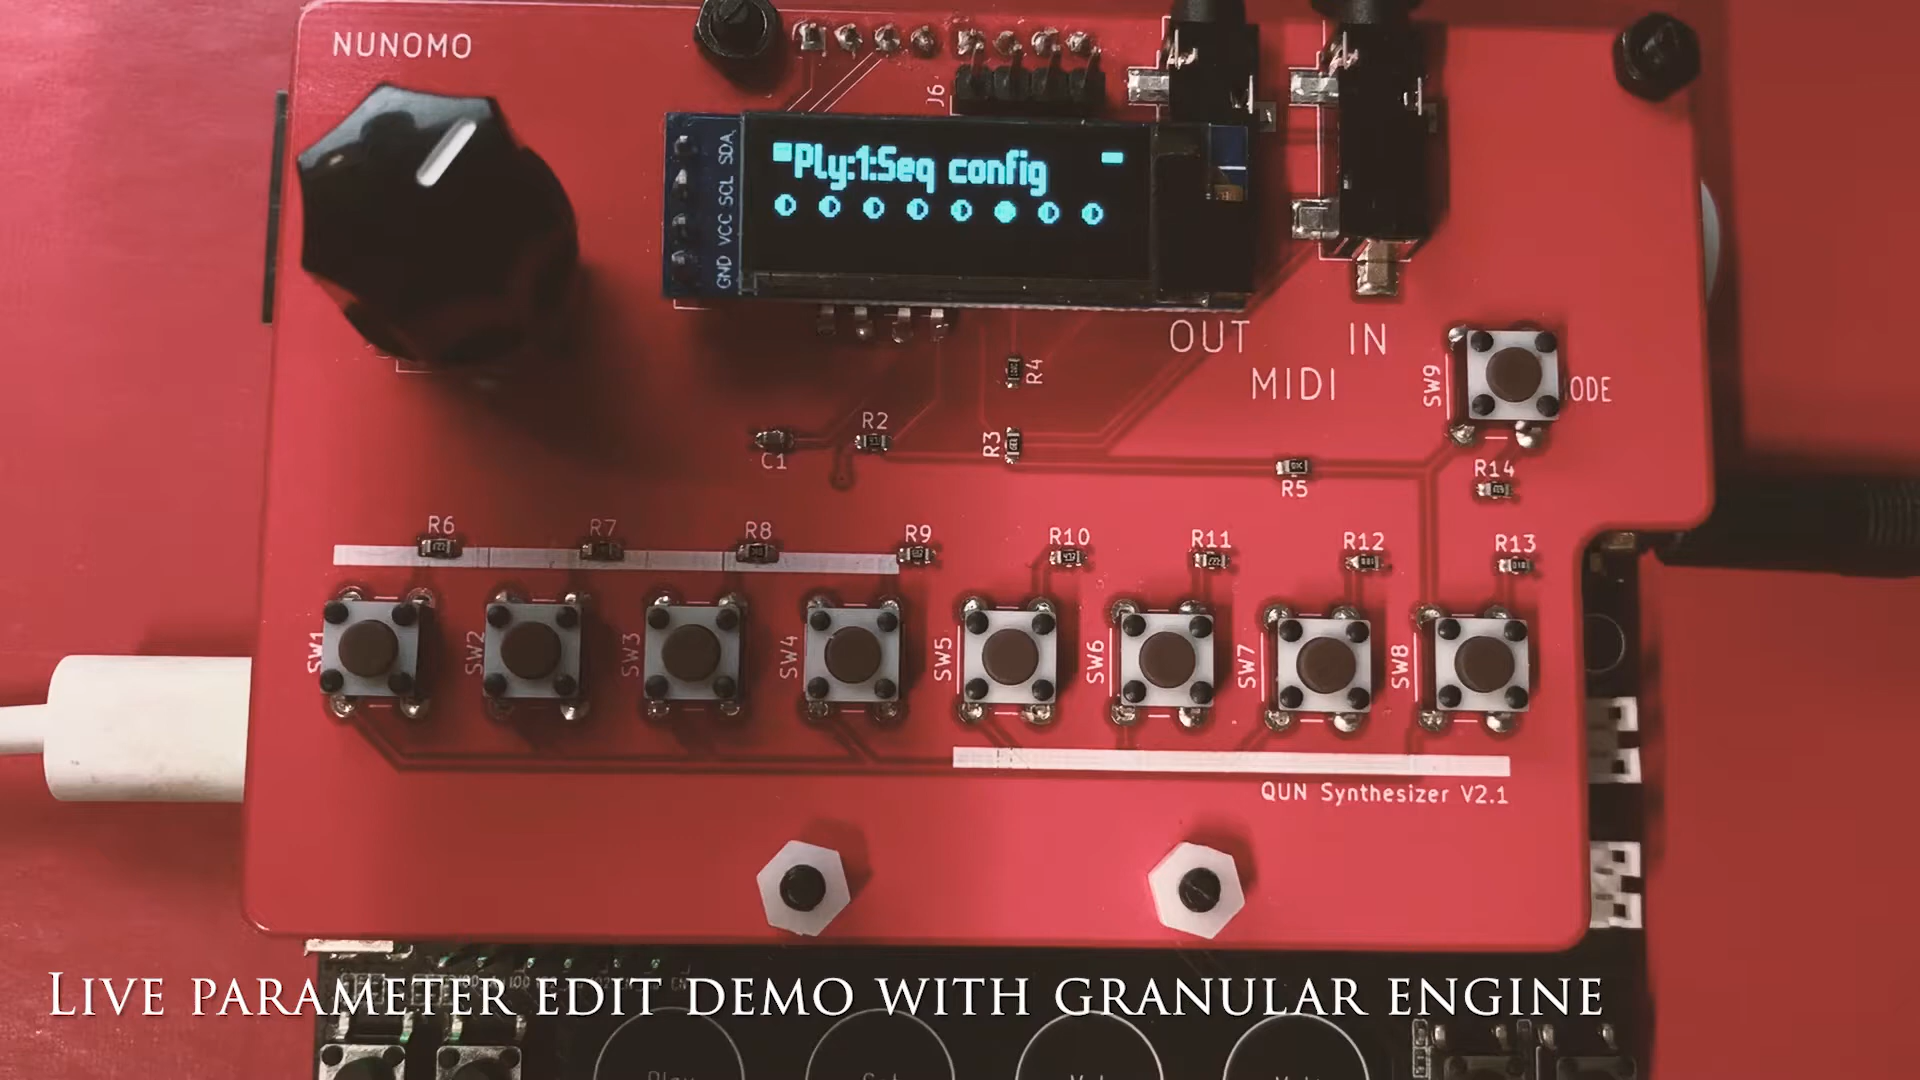 NUNOMO
J6
GND VCC SCL SDA
Ply:1:Seq config
OUT
IN
MIDI
SW9
R4
R2
R3
C1
R5
R14
R6
R7
R8
R9
R10
R11
R12
R13
SW1
SW2
SW3
SW4
SW5
SW6
SW7
SW8
QUN Synthesizer V2.1
LIVE PARAMETER EDIT DEMO WITH GRANULAR ENGINE